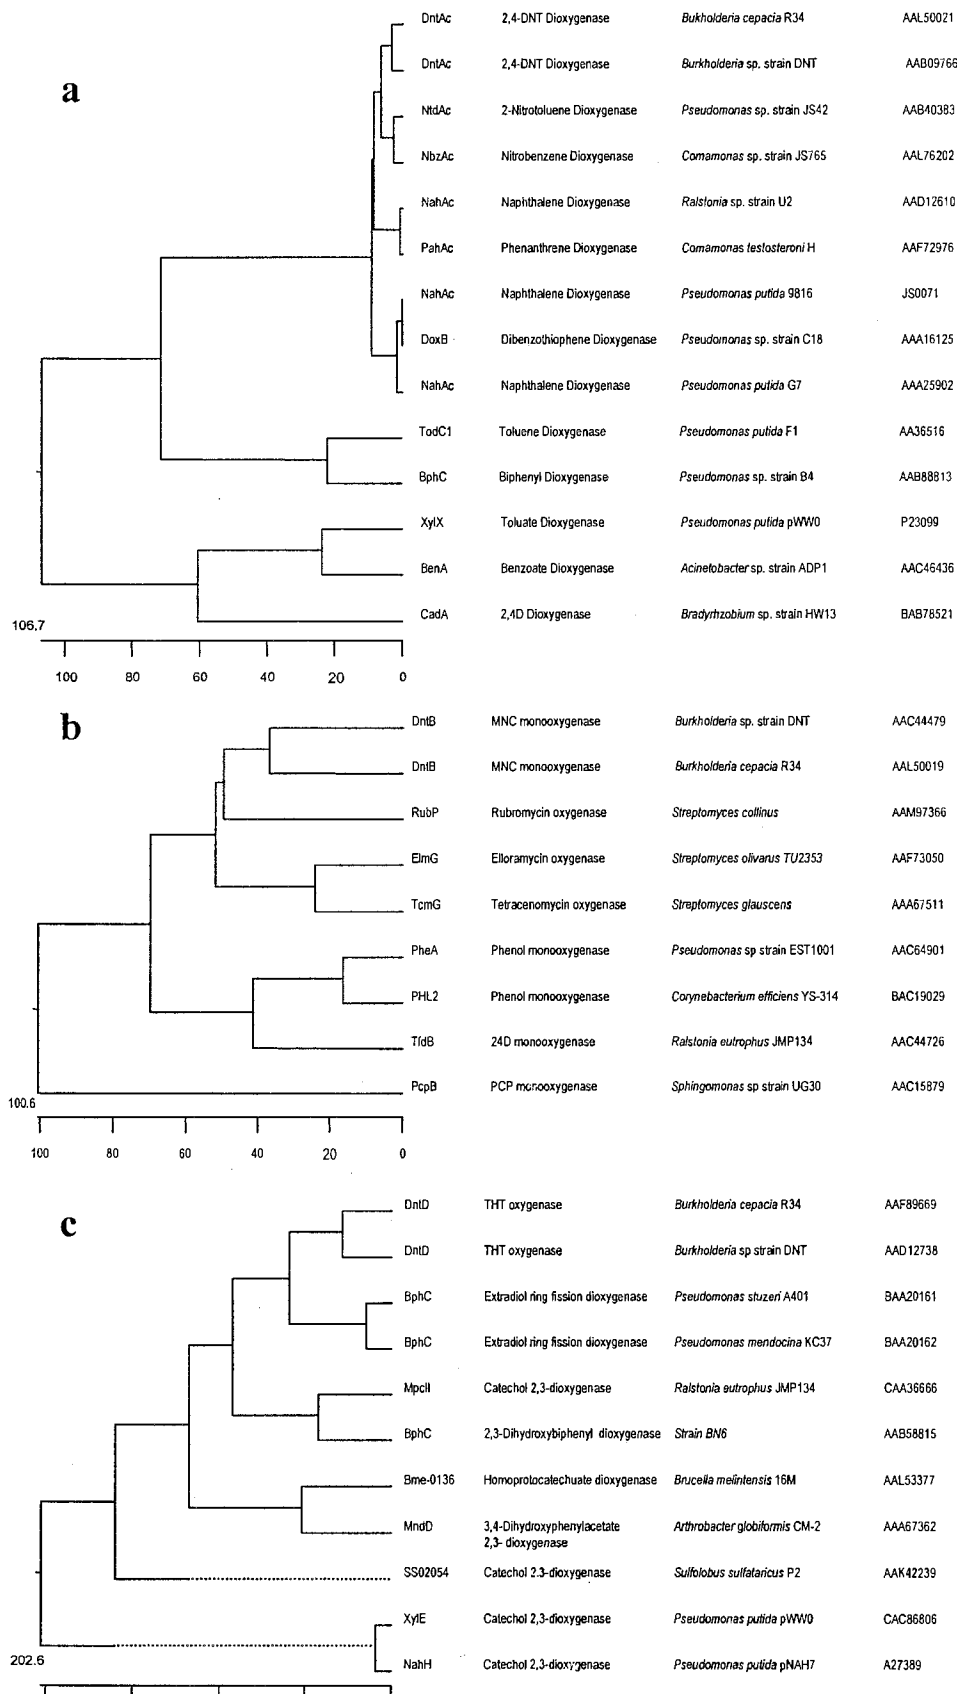 a
DntAc 2,4-DNT Dioxygenase Bukholderia cepacia R34 AAL50021
DntAc 2,4-DNT Dioxygenase Burkholderia sp. strain DNT AAB09766
NtdAc 2-Nitrotoluene Dioxygenase Pseudomonas sp. strain JS42 AAB40383
NbzAc Nitrobenzene Dioxygenase Comamonas sp. strain JS765 AAL76202
NahAc Naphthalene Dioxygenase Ralstonia sp. strain U2 AAD12610
PahAc Phenanthrene Dioxygenase Comamonas testosteroni H AAF72976
NahAc Naphthalene Dioxygenase Pseudomonas putida 9816 JS0071
DoxB Dibenzothiophene Dioxygenase Pseudomonas sp. strain C18 AAA16125
NahAc Naphthalene Dioxygenase Pseudomonas putida G7 AAA25902
TodC1 Toluene Dioxygenase Pseudomonas putida F1 AA36516
BphC Biphenyl Dioxygenase Pseudomonas sp. strain B4 AAB88813
XylX Toluate Dioxygenase Pseudomonas putida pWW0 P23099
BenA Benzoate Dioxygenase Acinetobacter sp. strain ADP1 AAC46436
CadA 2,4D Dioxygenase Bradyrhzobium sp. strain HW13 BAB78521
106.7
100 80 60 40 20 0
b
DntB MNC monooxygenase Burkholderia sp. strain DNT AAC44479
DntB MNC monooxygenase Burkholderia cepacia R34 AAL50019
RubP Rubromycin oxygenase Streptomyces collinus AAM97366
ElmG Elloramycin oxygenase Streptomyces olivarus TU2353 AAF73050
TcmG Tetracenomycin oxygenase Streptomyces glauscens AAA67511
PheA Phenol monooxygenase Pseudomonas sp strain EST1001 AAC64901
PHL2 Phenol monooxygenase Corynebacterium efficiens YS-314 BAC19029
TfdB 24D monooxygenase Ralstonia eutrophus JMP134 AAC44726
PcpB PCP monooxygenase Sphingomonas sp strain UG30 AAC15879
100.6
100 80 60 40 20 0
c
DntD THT oxygenase Burkholderia cepacia R34 AAF89669
DntD THT oxygenase Burkholderia sp strain DNT AAD12738
BphC Extradiol ring fission dioxygenase Pseudomonas stuzeri A401 BAA20161
BphC Extradiol ring fission dioxygenase Pseudomonas mendocina KC37 BAA20162
MpcII Catechol 2,3-dioxygenase Ralstonia eutrophus JMP134 CAA36666
BphC 2,3-Dihydroxybiphenyl dioxygenase Strain BN6 AAB58815
Bme-0136 Homoprotocatechuate dioxygenase Brucella melintensis 16M AAL53377
MndD 3,4-Dihydroxyphenylacetate Arthrobacter globiformis CM-2 AAA67362
2,3- dioxygenase
SS02054 Catechol 2.3-dioxygenase Sulfolobus sulfataricus P2 AAK42239
XylE Catechol 2,3-dioxygenase Pseudomonas putida pWW0 CAC86806
202.6
NahH Catechol 2,3-dioxygenase Pseudomonas putida pNAH7 A27389